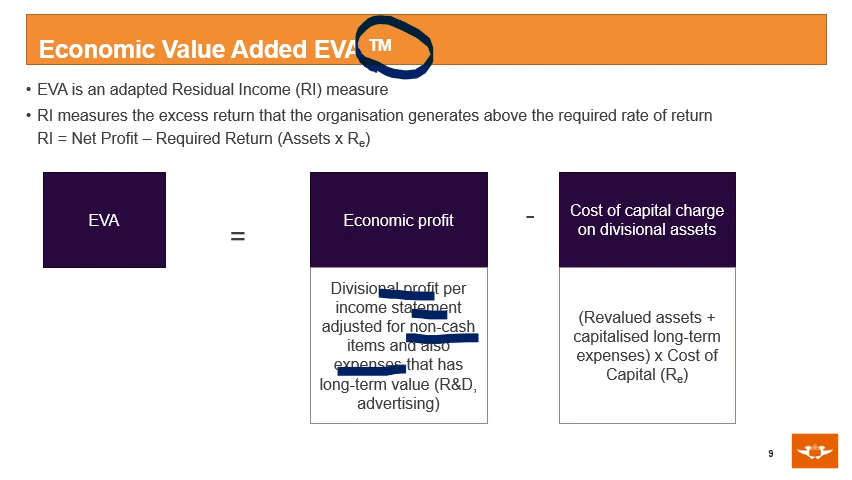 Economic Value Added EVA TM
• EVA is an adapted Residual Income (RI) measure
• RI measures the excess return that the organisation generates above the required rate of return
RI = Net Profit – Required Return (Assets x Re)
EVA
=
Economic profit
-
Cost of capital charge
on divisional assets
Divisional profit per
income statement
adjusted for non-cash
items and also
expenses that has
long-term value (R&D,
advertising)
(Revalued assets +
capitalised long-term
expenses) x Cost of
Capital (Re)
9